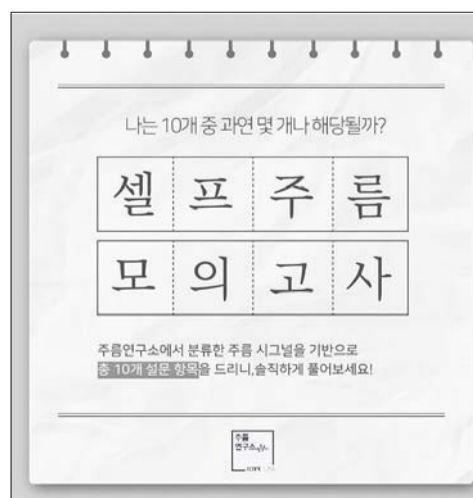 나는 10개 중 과연 몇 개나 해당될까?
셀프주름
모의고사
주름연구소에서 분류한 주름 시그널을 기반으로
총 10개 설문 항목을 드리니,솔직하게 풀어보세요!
주름
연구소